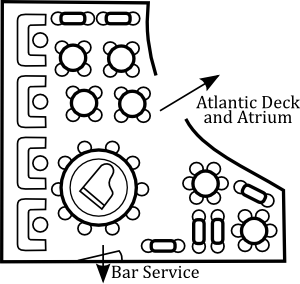 Atlantic Deck
and Atrium
Bar Service